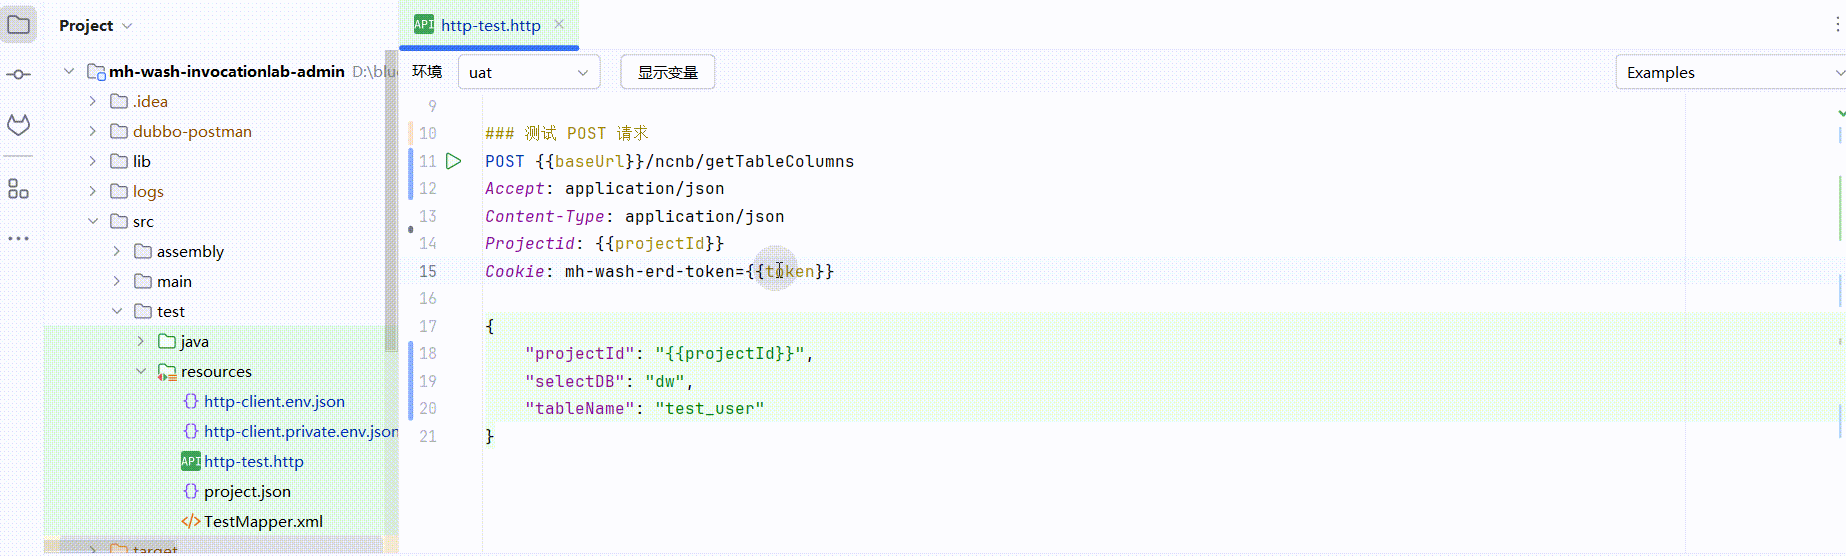 Project
API http-test.http
mh-wash-invocationlab-admin D:\blu
.idea
dubbo-postman
lib
logs
src
assembly
main
test
java
resources
http-client.env.json
http-client.private.env.json
API http-test.http
project.json
TestMapper.xml
target
环境 uat 显示变量 Examples
9
10 ### 测试 POST 请求
11 POST {{baseUrl}}/ncnb/getTableColumns
12 Accept: application/json
13 Content-Type: application/json
14 Projectid: {{projectId}}
15 Cookie: mh-wash-erd-token={{token}}
16
17 {
18 "projectId": "{{projectId}}",
19 "selectDB": "dw",
20 "tableName": "test_user"
21 }